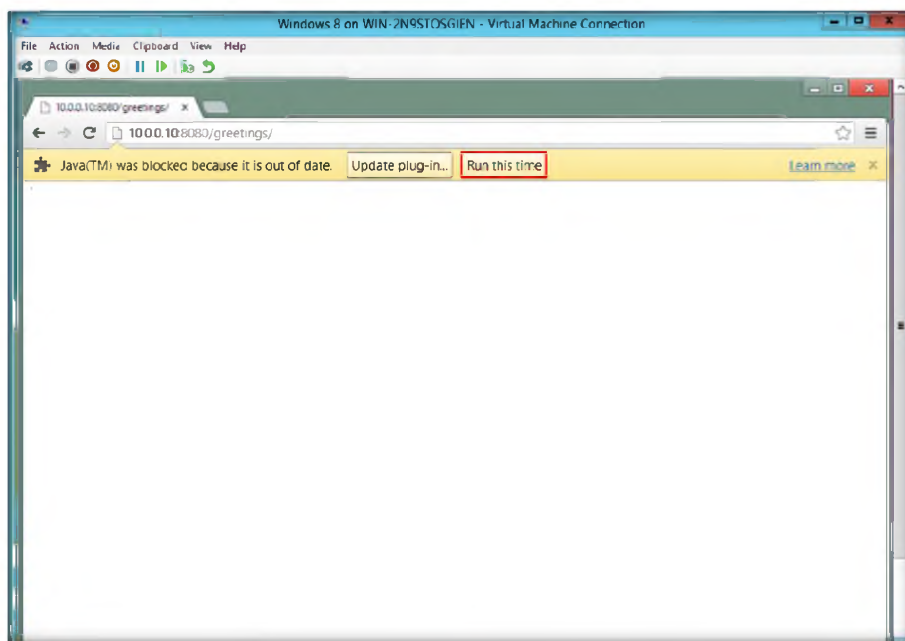 Windows 8 on WIN-2N9STOSGIEN - Virtual Machine Connection
File Action Media Clipboard View Help
10.0.0.10:8080/greetings/ x
10.0.0.10:8080/greetings/
Java(TM) was blocked because it is out of date. Update plug-in... Run this time Learn more